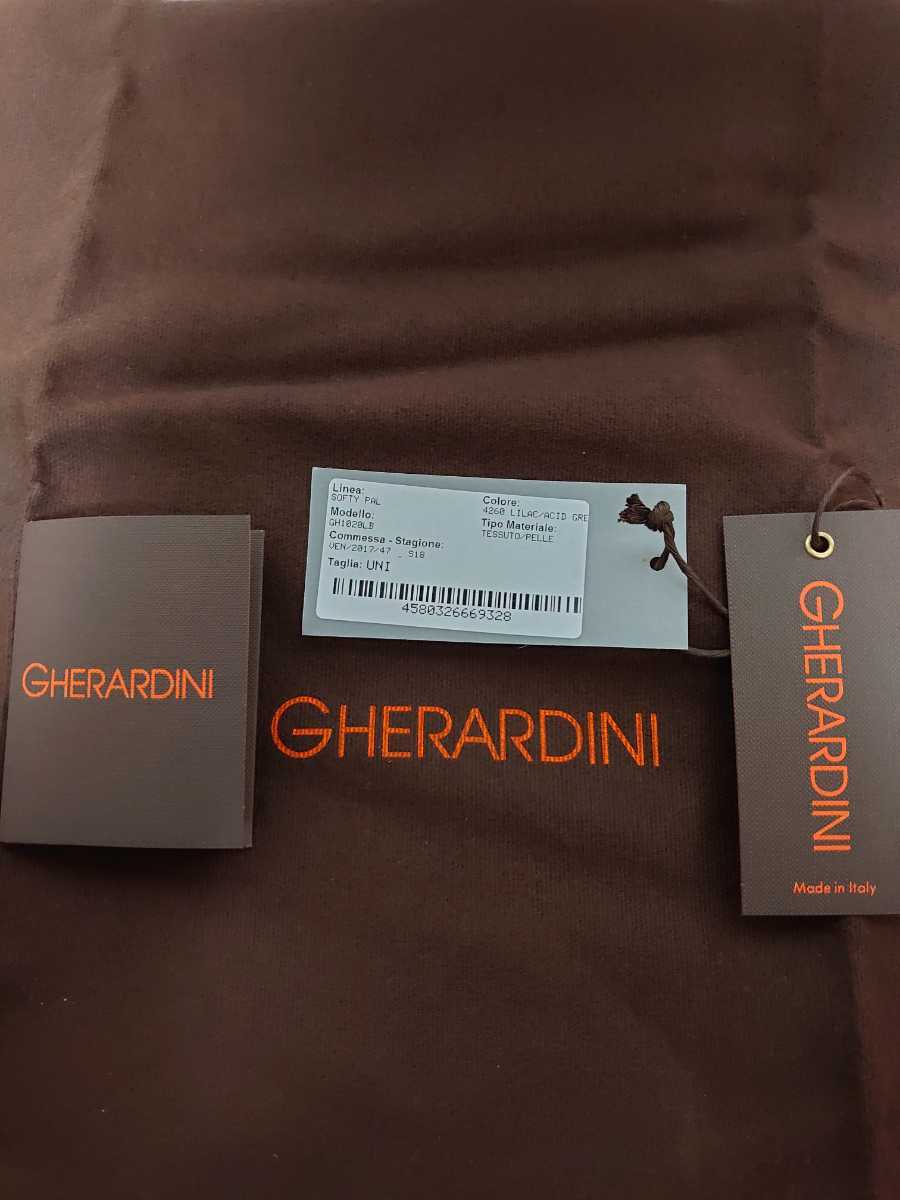 Linea:
SOFTY PAL
Modello:
GH1020LB
Commessa - Stagione:
VEN/2017/47 _ S18
Taglia: UNI
Colore:
4260 LILAC/ACID GRE
Tipo Materiale:
TESSUTO/PELLE
4580326669328
GHERARDINI
GHERARDINI
GHERARDINI
Made in Italy